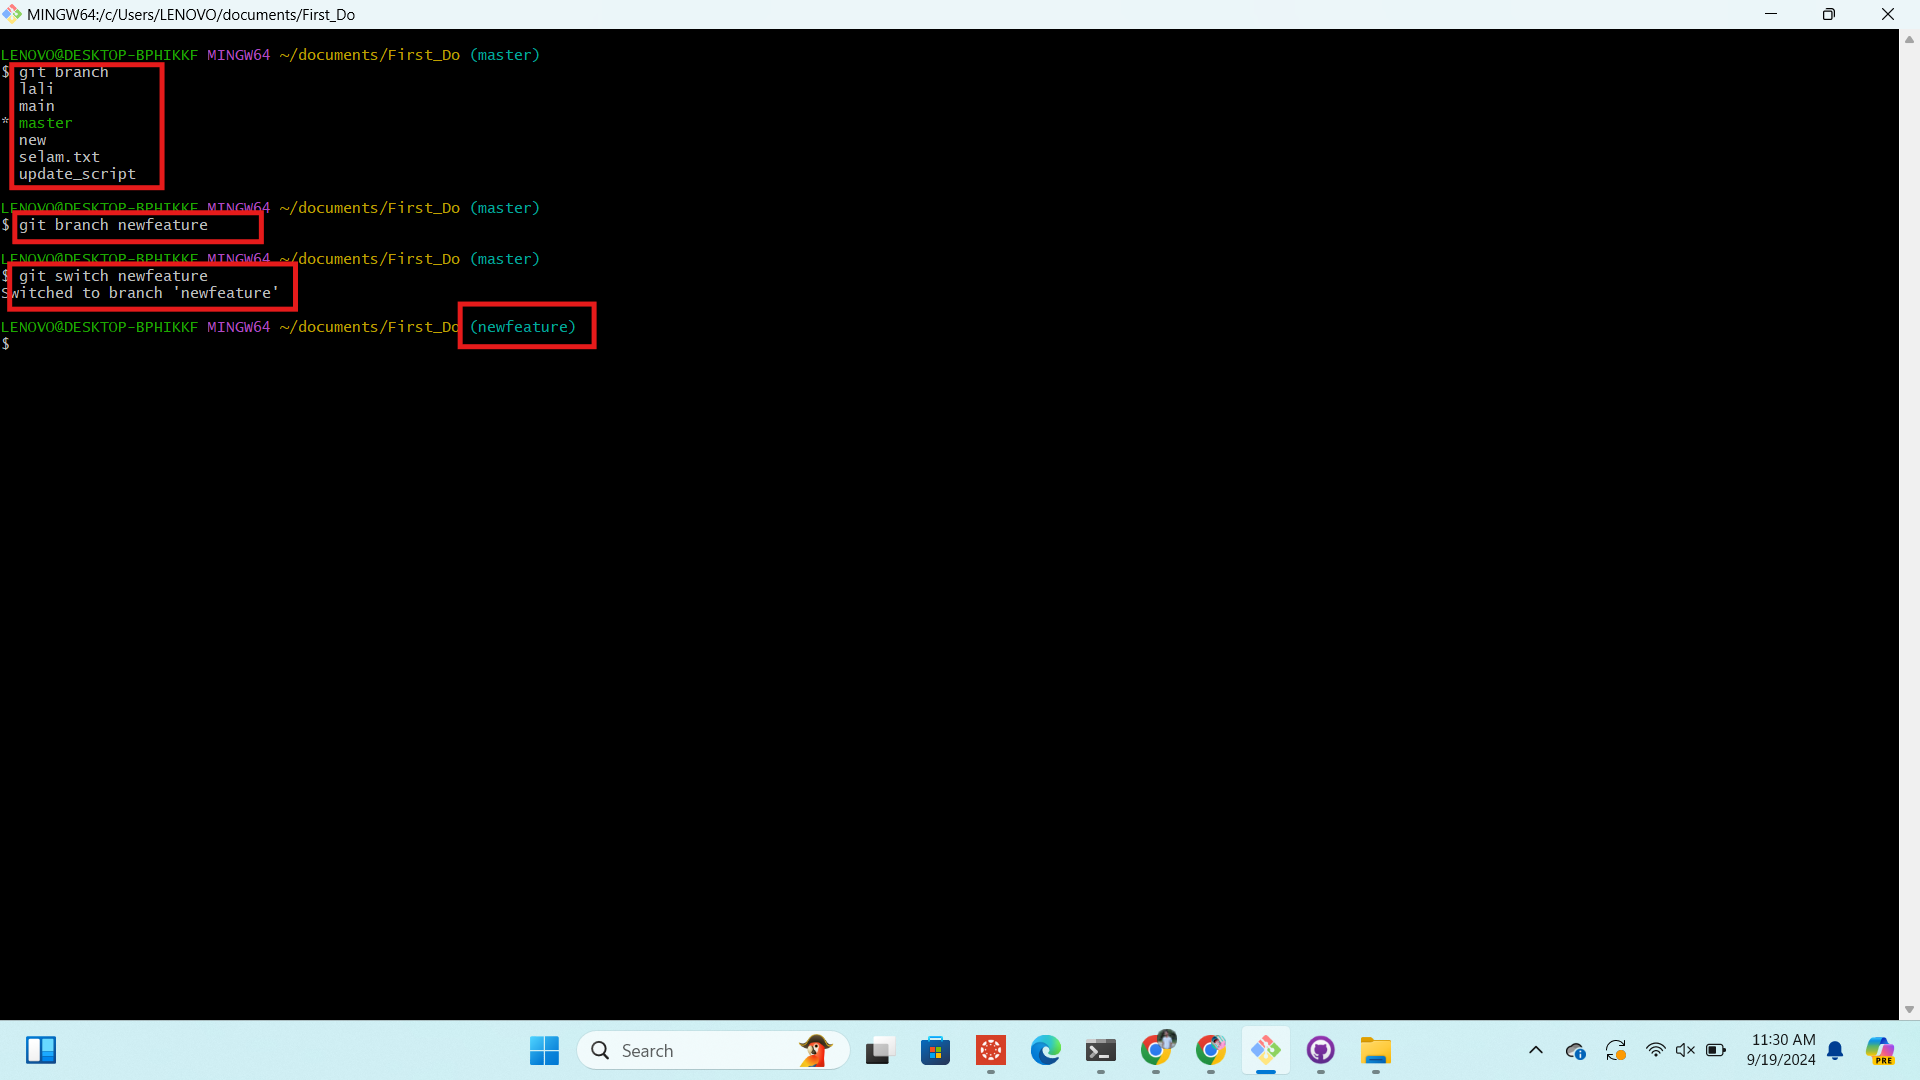 MINGW64:/c/Users/LENOVO/documents/First_Do
LENOVO@DESKTOP-BPHIKKF MINGW64 ~/documents/First_Do (master)
$ git branch
lali
main
* master
new
selam.txt
update_script
LENOVO@DESKTOP-BPHIKKF MINGW64 ~/documents/First_Do (master)
$ git branch newfeature
LENOVO@DESKTOP-BPHIKKF MINGW64 ~/documents/First_Do (master)
$ git switch newfeature
Switched to branch 'newfeature'
LENOVO@DESKTOP-BPHIKKF MINGW64 ~/documents/First_Do (newfeature)
$
Search
11:30 AM
9/19/2024
PRE